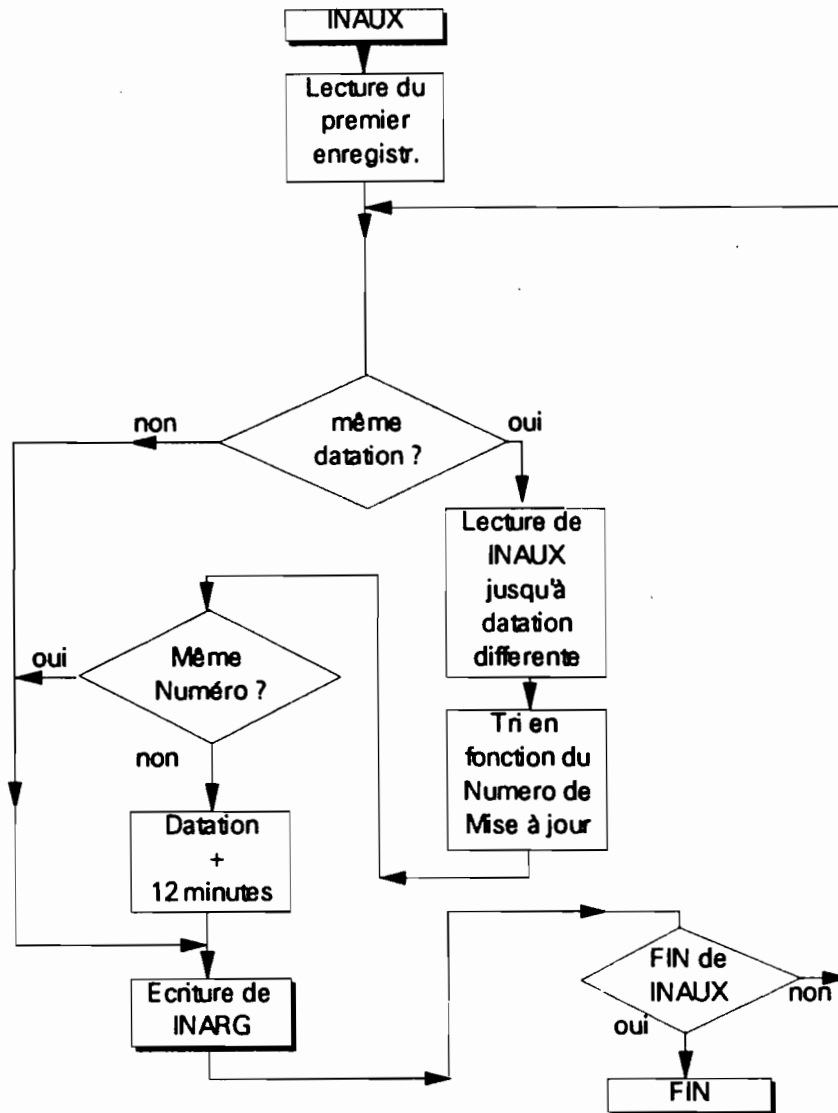 INAUX
Lecture du
premier
enregistr.
non
même
datation ?
oui
Lecture de
INAUX
jusqu'à
datation
differente
oui
Même
Numéro ?
non
Tri en
fonction du
Numero de
Mise à jour
Datation
+
12 minutes
Ecriture de
INARG
FIN de
INAUX
non
oui
FIN